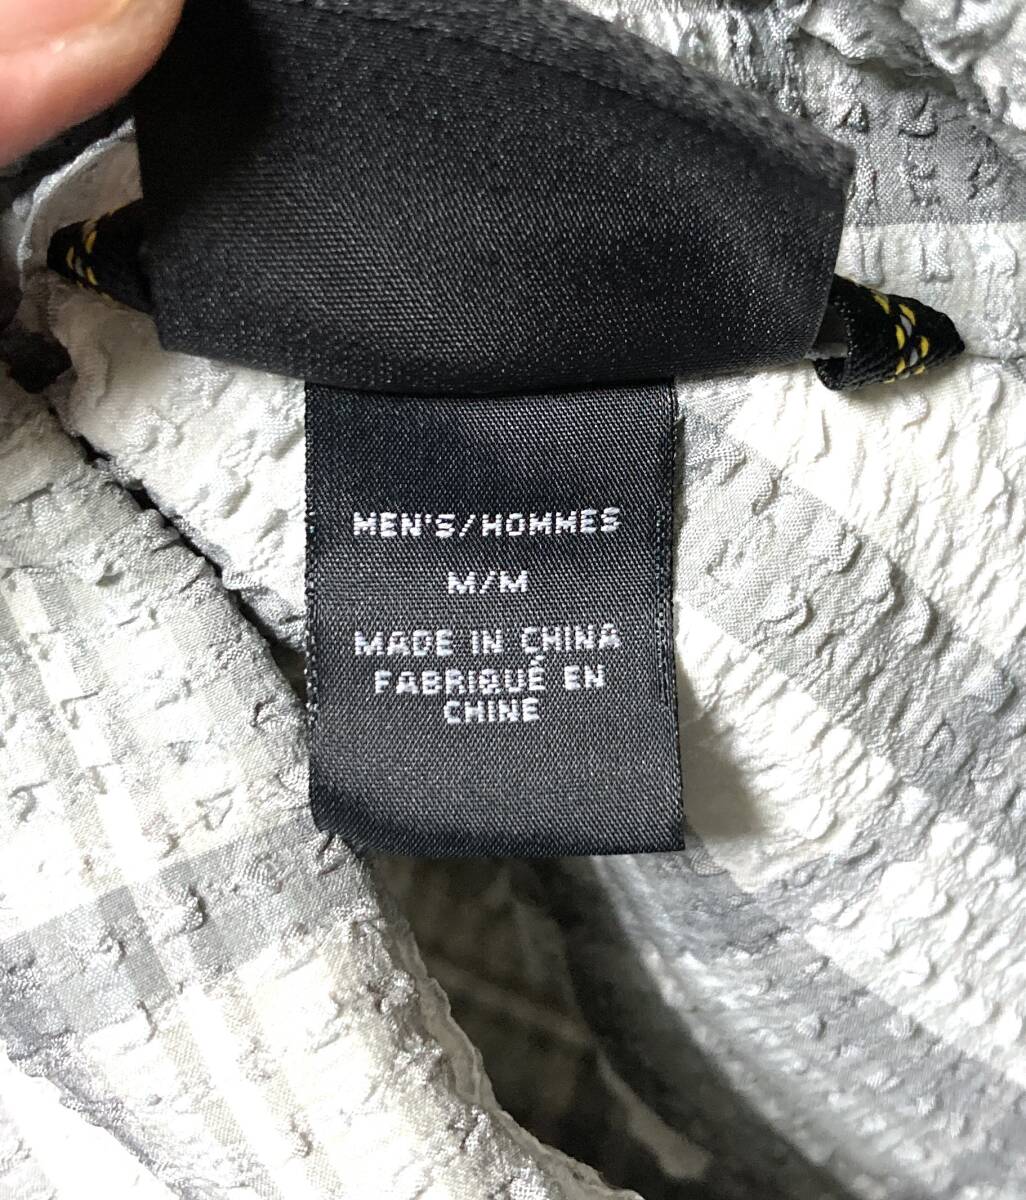 MEN'S/HOMMES
M/M
MADE IN CHINA
FABRIQUÉ EN
CHINE